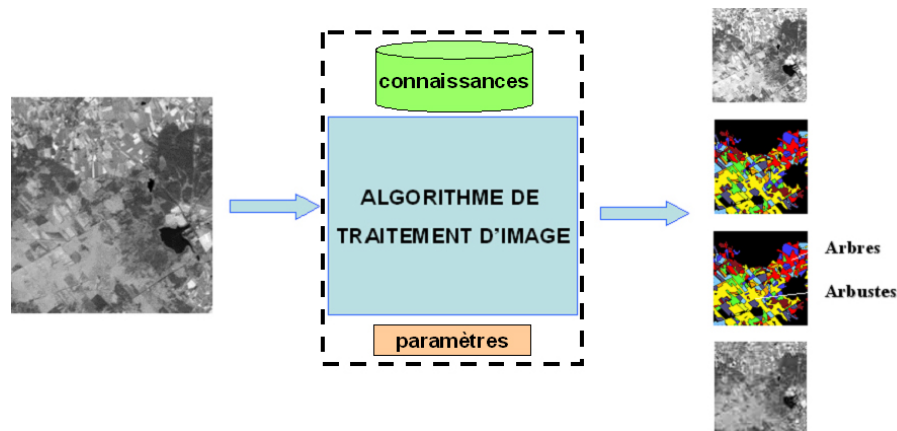 connaissances
ALGORITHME DE
TRAITEMENT D'IMAGE
paramètres
Arbres
Arbustes